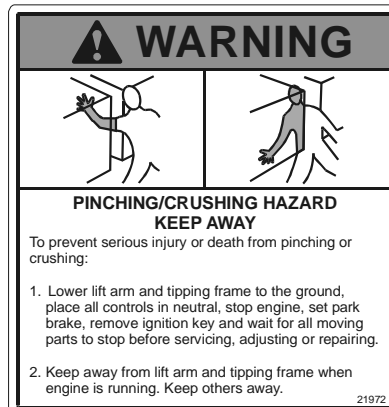 WARNING
PINCHING/CRUSHING HAZARD
KEEP AWAY
To prevent serious injury or death from pinching or
crushing:
1. Lower lift arm and tipping frame to the ground,
place all controls in neutral, stop engine, set park
brake, remove ignition key and wait for all moving
parts to stop before servicing, adjusting or repairing.
2. Keep away from lift arm and tipping frame when
engine is running. Keep others away.
21972